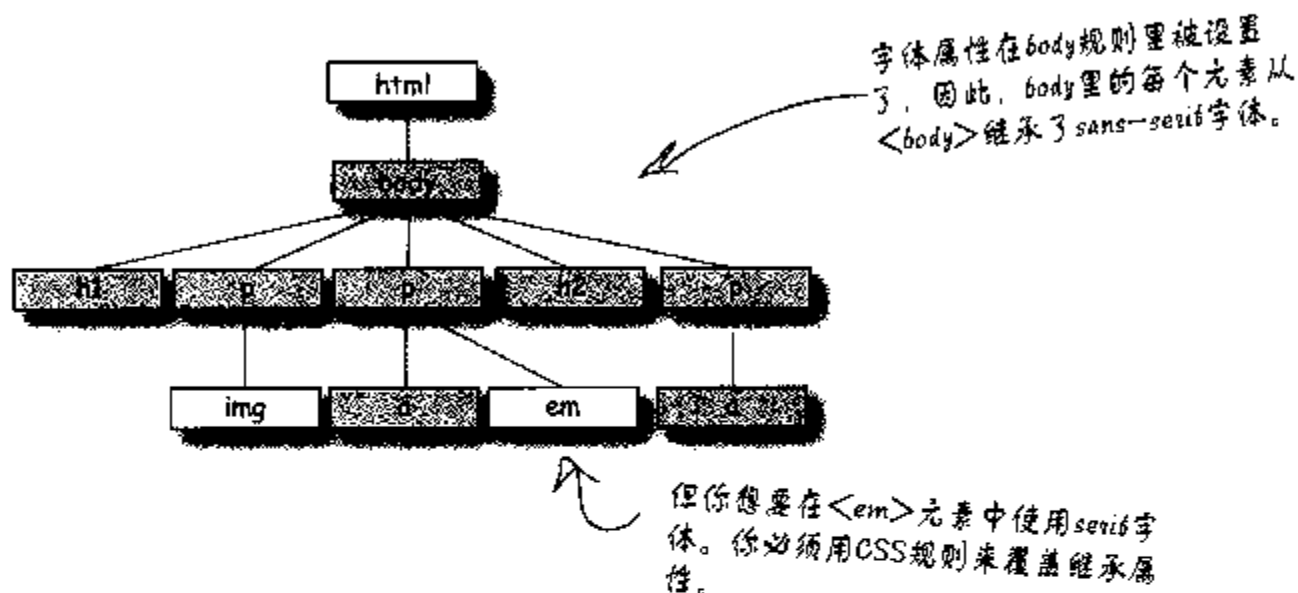 字体属性在body规则里被设置
了，因此，body里的每个元素从
<body>继承了sans-serif字体。
html
body
h1 p p h2 p
img a em a
但你想要在<em>元素中使用serif字
体。你必须用CSS规则来覆盖继承属
性。